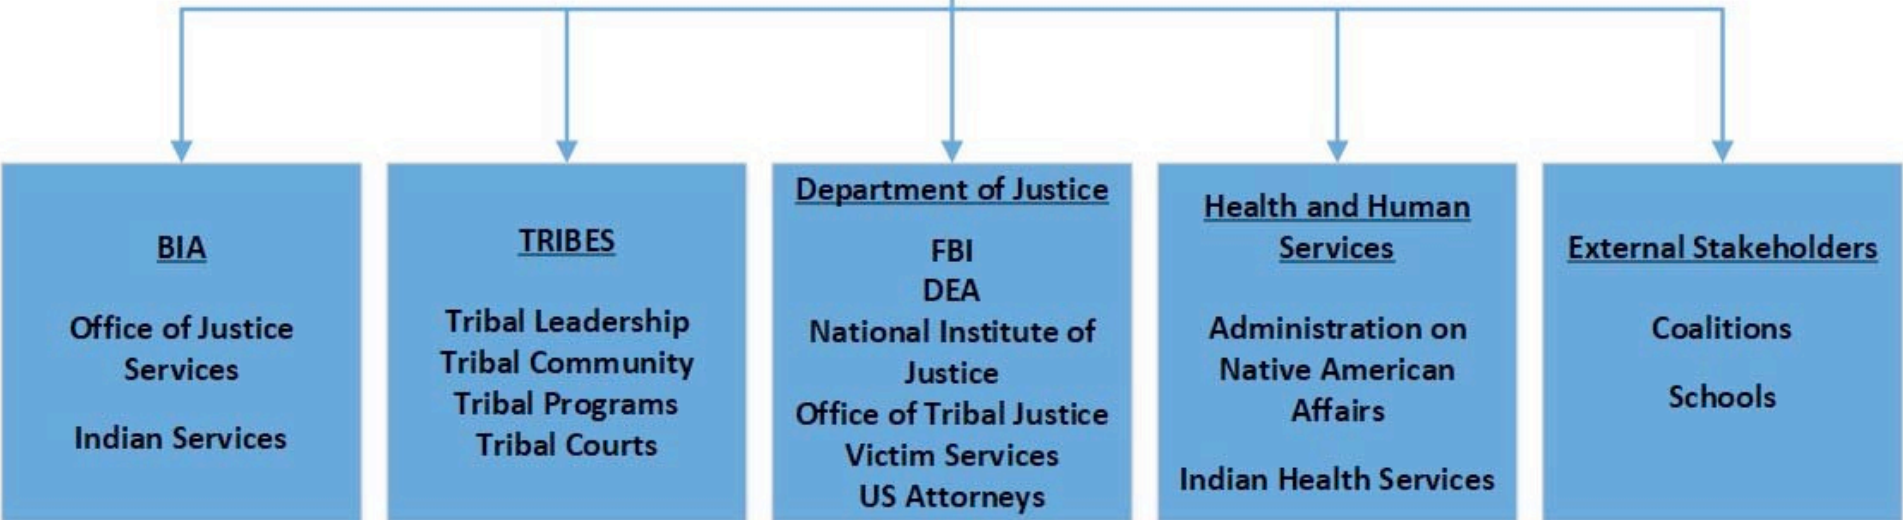 BIA
Office of Justice
Services
Indian Services
TRIBES
Tribal Leadership
Tribal Community
Tribal Programs
Tribal Courts
Department of Justice
FBI
DEA
National Institute of
Justice
Office of Tribal Justice
Victim Services
US Attorneys
Health and Human
Services
Administration on
Native American
Affairs
Indian Health Services
External Stakeholders
Coalitions
Schools